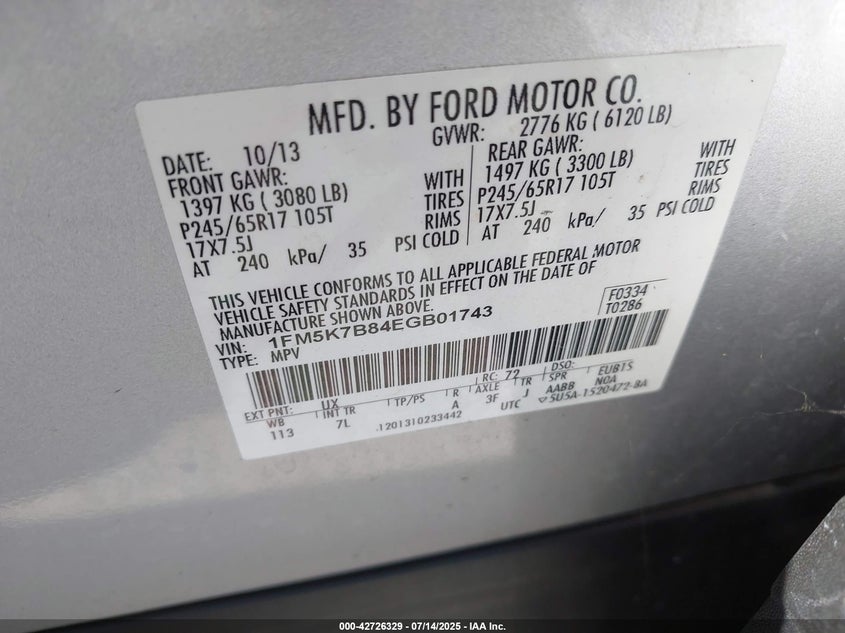 MFD. BY FORD MOTOR CO.
GVWR: 2776 KG ( 6120 LB)
DATE: 10/13
FRONT GAWR:
1397 KG ( 3080 LB) WITH
P245/65R17 105T TIRES
17X7.5J RIMS
AT 240 kPa/ 35 PSI COLD
REAR GAWR:
1497 KG ( 3300 LB) WITH
P245/65R17 105T TIRES
17X7.5J RIMS
AT 240 kPa/ 35 PSI COLD
THIS VEHICLE CONFORMS TO ALL APPLICABLE FEDERAL MOTOR
VEHICLE SAFETY STANDARDS IN EFFECT ON THE DATE OF
MANUFACTURE SHOWN ABOVE.
VIN: 1FM5K7B84EGB01743
TYPE: MPV
F0334
T0286
EXT PNT: UX RC: 72 DSO:
WB INT TR TP/PS R AXLE TR SPR EUB1S
113 7L A 3F J AABB N0A
.1201310233442 UTC ▽5U5A-1520472-BA
000-42726329 / 07/14/2025 - IAA Inc.